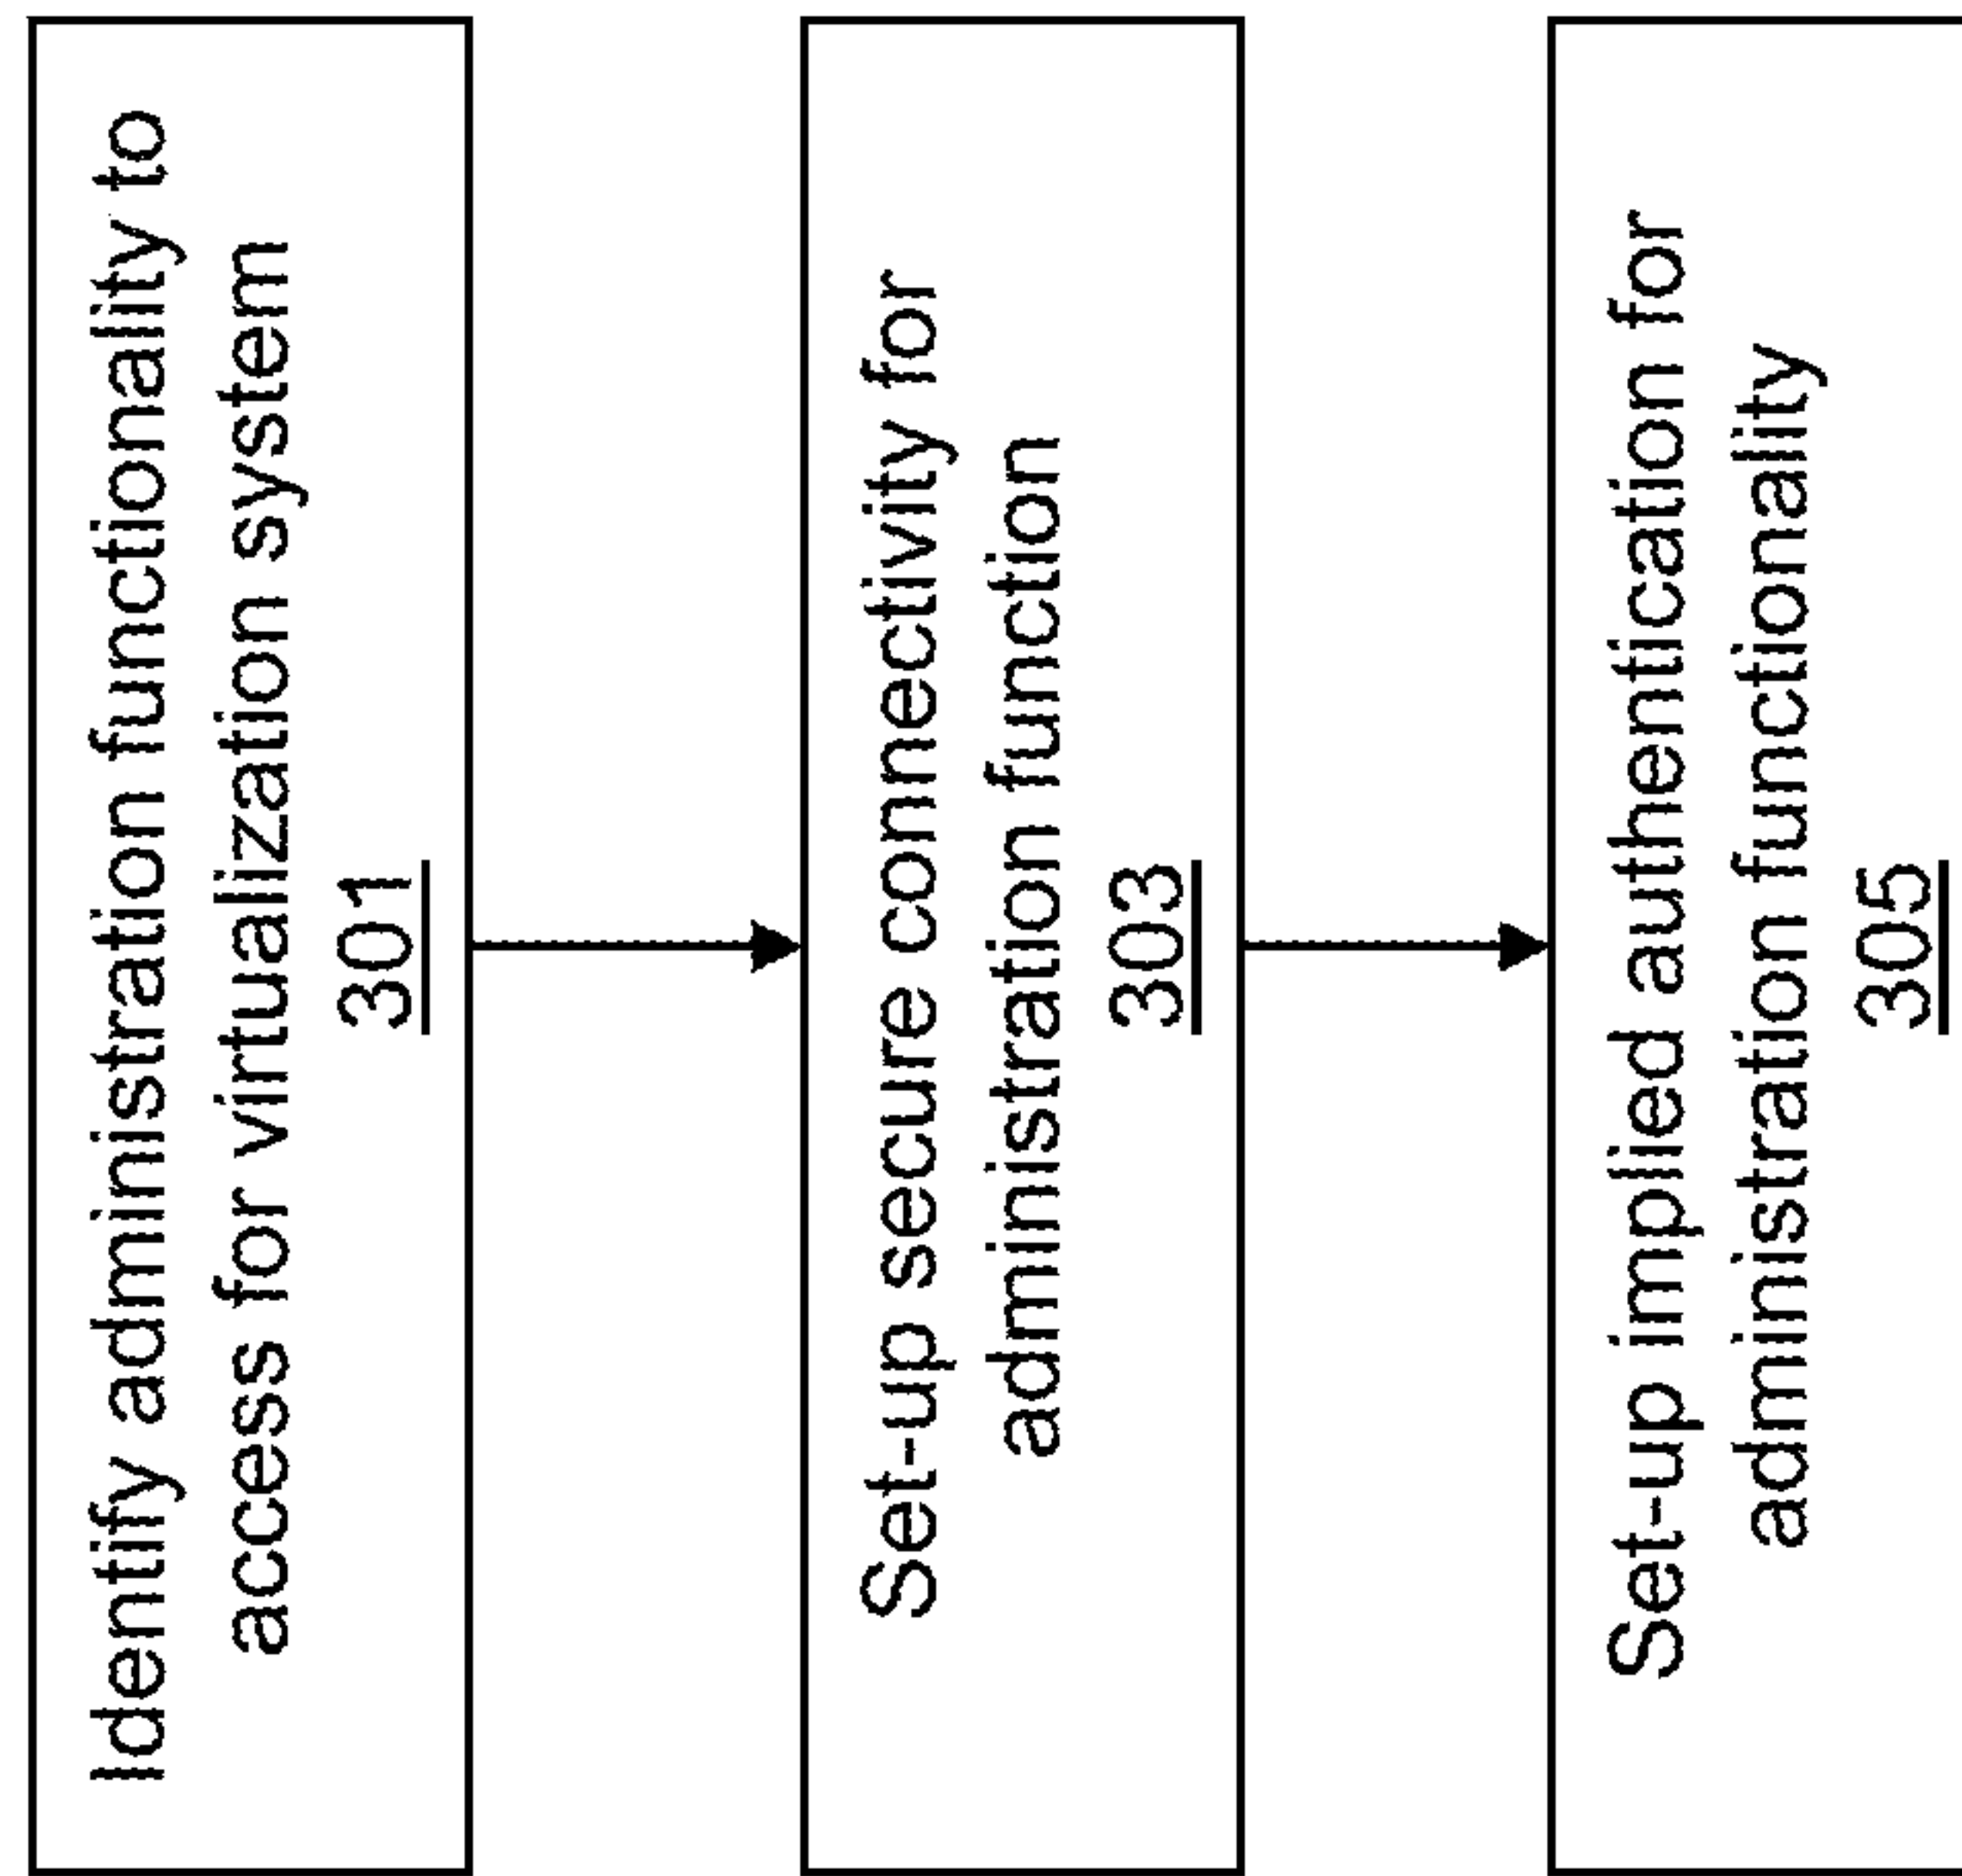 Identify administration functionality to
access for virtualization system
301
Set-up secure connectivity for
administration function
303
Set-up implied authentication for
administration functionality
305